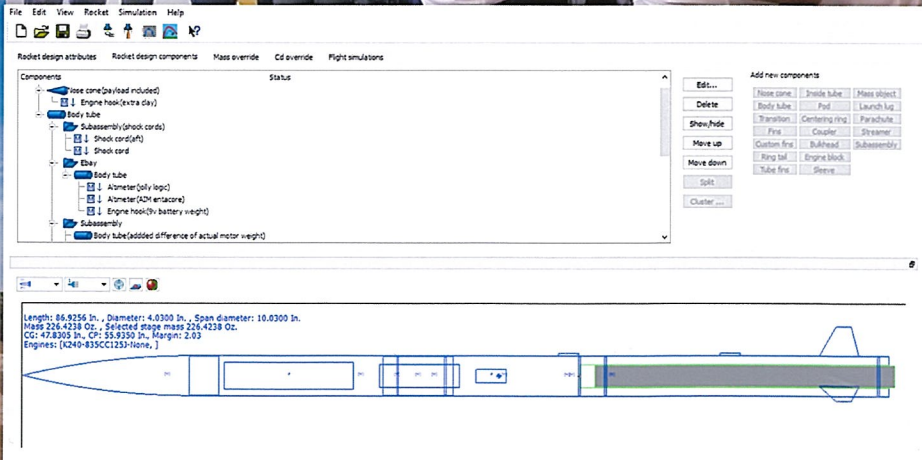 File Edit View Rocket Simulation Help
Rocket design attributes Rocket design components Mass override Cd override Flight simulations
Components Status
Nose cone(payload included)
Engine hook(extra clay)
Body tube
Subassembly(shock cords)
Shock cord(aft)
Shock cord
Ebay
Body tube
Altmeter(jolly logic)
Altmeter(AIM entacore)
Engine hook(9v battery weight)
Subassembly
Body tube(addded difference of actual motor weight)
Edit...
Delete
Show/hide
Move up
Move down
Split
Cluster ...
Add new components
Nose cone Inside tube Mass object
Body tube Pod Launch lug
Transition Centering ring Parachute
Fins Coupler Streamer
Custom fins Bulkhead Subassembly
Ring tail Engine block
Tube fins Sleeve
Length: 86.9256 In. , Diameter: 4.0300 In. , Span diameter: 10.0300 In.
Mass 226.4238 Oz. , Selected stage mass 226.4238 Oz.
CG: 47.8305 In., CP: 55.9350 In., Margin: 2.03
Engines: [K240-835CC125J-None, ]